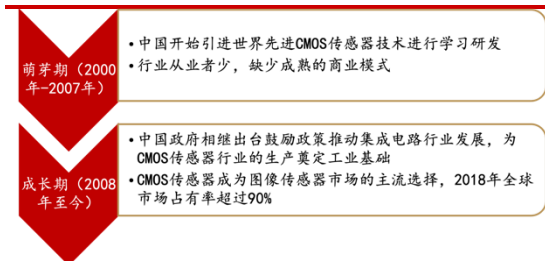 萌芽期（2000
年-2007年）
•中国开始引进世界先进CMOS传感器技术进行学习研发
•行业从业者少，缺少成熟的商业模式
成长期（2008
年至今）
•中国政府相继出台鼓励政策推动集成电路行业发展，为
CMOS传感器行业的生产奠定工业基础
•CMOS传感器成为图像传感器市场的主流选择，2018年全球
市场占有率超过90%